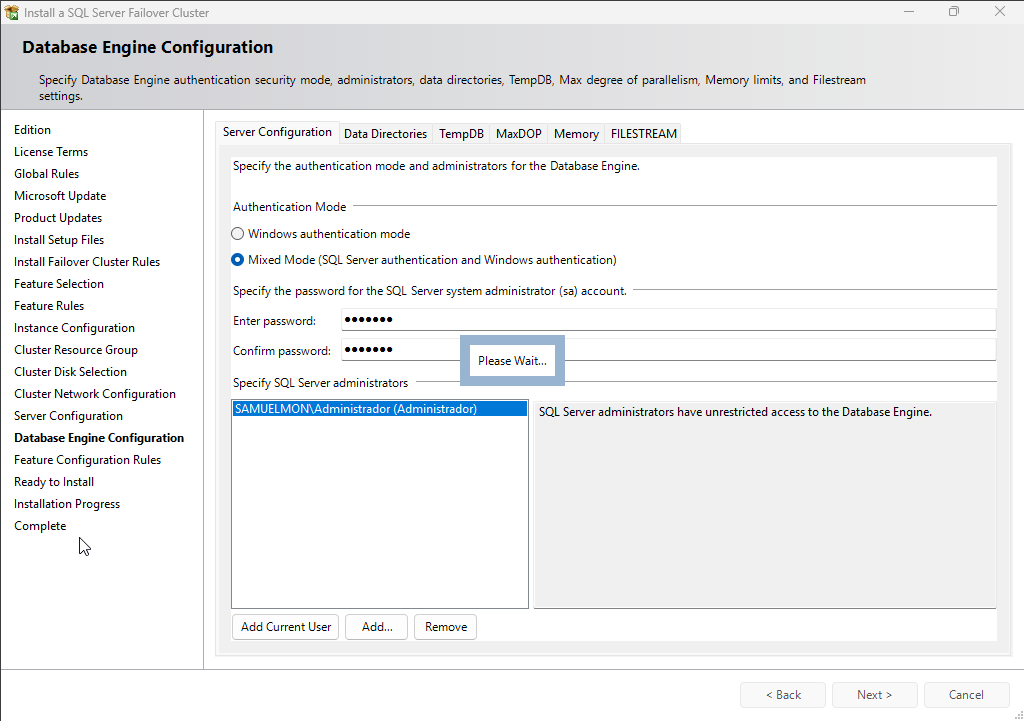 Install a SQL Server Failover Cluster
Database Engine Configuration
Specify Database Engine authentication security mode, administrators, data directories, TempDB, Max degree of parallelism, Memory limits, and Filestream
settings.
Edition
License Terms
Global Rules
Microsoft Update
Product Updates
Install Setup Files
Install Failover Cluster Rules
Feature Selection
Feature Rules
Instance Configuration
Cluster Resource Group
Cluster Disk Selection
Cluster Network Configuration
Server Configuration
Database Engine Configuration
Feature Configuration Rules
Ready to Install
Installation Progress
Complete
Server Configuration Data Directories TempDB MaxDOP Memory FILESTREAM
Specify the authentication mode and administrators for the Database Engine.
Authentication Mode
Windows authentication mode
Mixed Mode (SQL Server authentication and Windows authentication)
Specify the password for the SQL Server system administrator (sa) account.
Enter password: ●●●●●●●
Confirm password: ●●●●●●●
Please Wait...
Specify SQL Server administrators
SAMUELMON\Administrador (Administrador)
SQL Server administrators have unrestricted access to the Database Engine.
Add Current User Add... Remove
< Back Next > Cancel